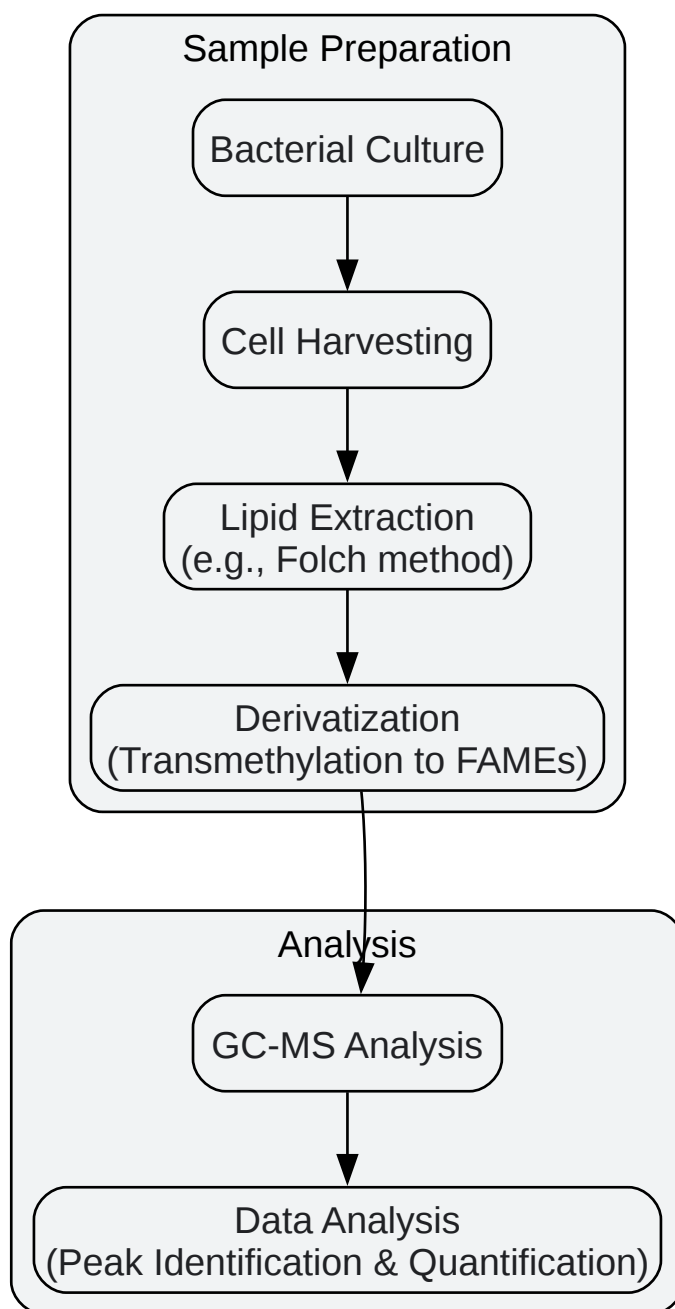 Sample Preparation
Bacterial Culture
Cell Harvesting
Lipid Extraction
(e.g., Folch method)
Derivatization
(Transmethylation to FAMEs)
Analysis
GC-MS Analysis
Data Analysis
(Peak Identification & Quantification)